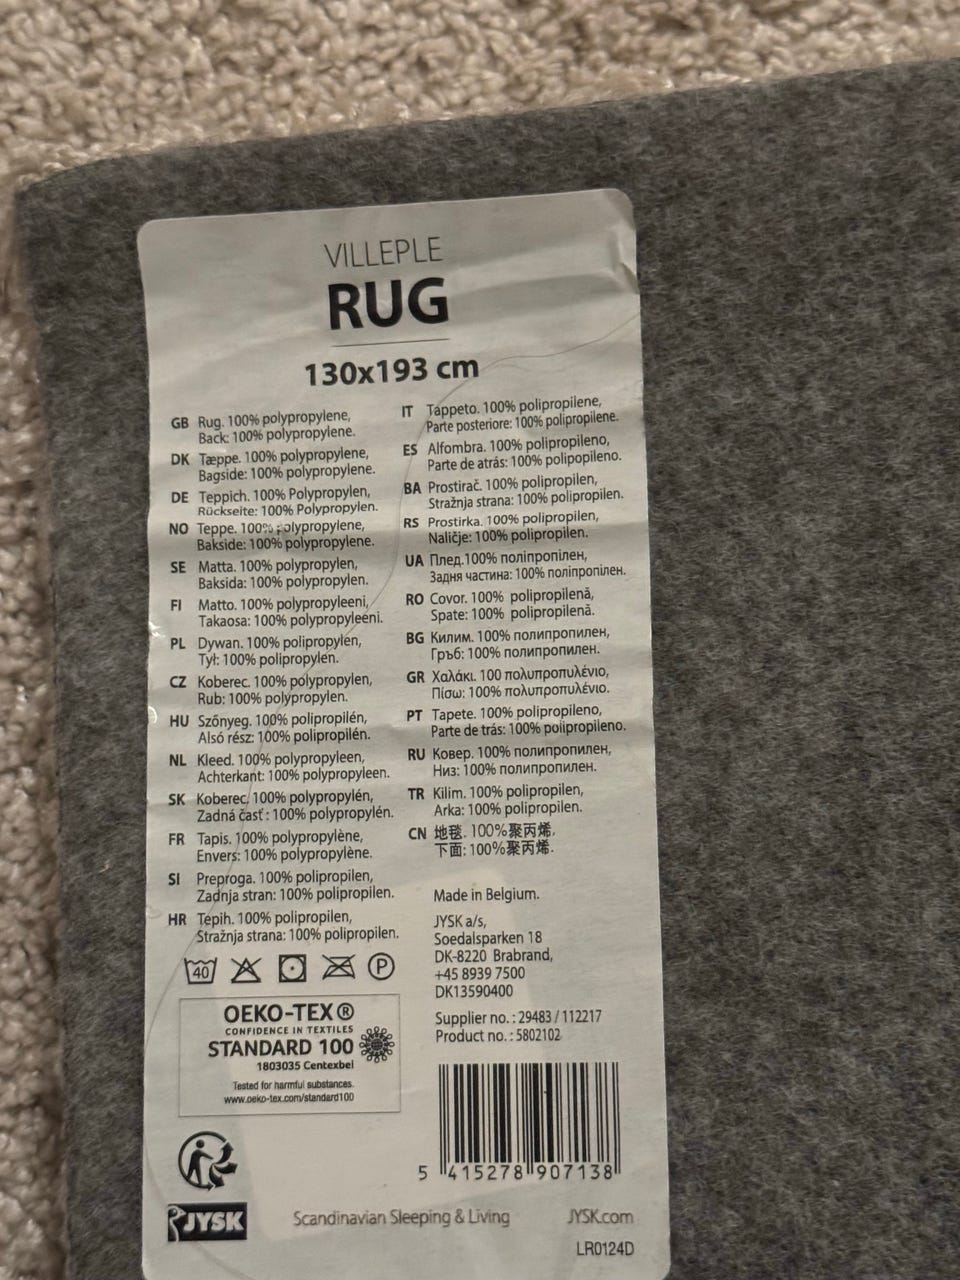 VILLEPLE
RUG
130x193 cm
GB Rug. 100% polypropylene,
Back: 100% polypropylene.
DK Tæppe. 100% polypropylene,
Bagside: 100% polypropylene.
DE Teppich. 100% Polypropylen,
Rückseite: 100% Polypropylen.
NO Teppe. 100% polypropylene,
Bakside: 100% polypropylene.
SE Matta. 100% polypropylen,
Baksida: 100% polypropylen.
FI Matto. 100% polypropyleeni,
Takaosa: 100% polypropyleeni.
PL Dywan. 100% polipropylen,
Tył: 100% polipropylen.
CZ Koberec. 100% polypropylen,
Rub: 100% polypropylen.
HU Szőnyeg. 100% polipropilén,
Alsó rész: 100% polipropilén.
NL Kleed. 100% polypropyleen,
Achterkant: 100% polypropyleen.
SK Koberec. 100% polypropylén,
Zadná časť: 100% polypropylén.
FR Tapis. 100% polypropylène,
Envers: 100% polypropylène.
SI Preproga. 100% polipropilen,
Zadnja stran: 100% polipropilen.
HR Tepih. 100% polipropilen,
Stražnja strana: 100% polipropilen.
IT Tappeto. 100% polipropilene,
Parte posteriore: 100% polipropilene.
ES Alfombra. 100% polipropileno,
Parte de atrás: 100% polipopileno.
BA Prostirač. 100% polipropilen,
Stražnja strana: 100% polipropilen.
RS Prostirka. 100% polipropilen,
Naličje: 100% polipropilen.
UA Плед.100% поліпропілен,
Задня частина: 100% поліпропілен.
RO Covor. 100% polipropilenă,
Spate: 100% polipropilenă.
BG Килим. 100% полипропилен,
Гръб: 100% полипропилен.
GR Χαλάκι. 100 πολυπροπυλένιο,
Πίσω: 100% πολυπροπυλένιο.
PT Tapete. 100% polipropileno,
Parte de trás: 100% polipropileno.
RU Ковер. 100% полипропилен,
Низ: 100% полипропилен.
TR Kilim. 100% polipropilen,
Arka: 100% polipropilen.
CN 地毯. 100%聚丙烯,
下面: 100%聚丙烯.
40 P
OEKO-TEX®
CONFIDENCE IN TEXTILES
STANDARD 100
1803035 Centexbel
Tested for harmful substances.
www.oeko-tex.com/standard100
Made in Belgium.
JYSK a/s,
Soedalsparken 18
DK-8220 Brabrand,
+45 8939 7500
DK13590400
Supplier no.: 29483 / 112217
Product no.: 5802102
5 415278 907138
JYSK
Scandinavian Sleeping & Living
JYSK.com
LR0124D